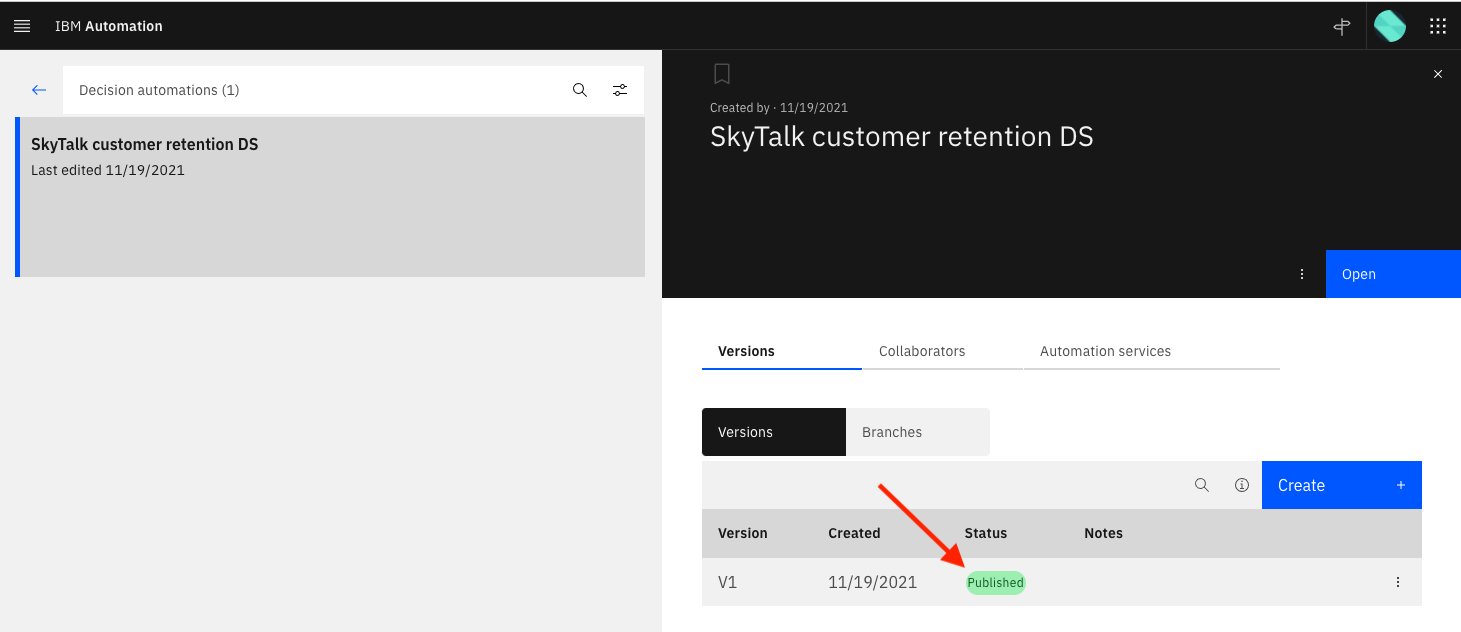 IBM Automation
Decision automations (1)
SkyTalk customer retention DS
Last edited 11/19/2021
Created by · 11/19/2021
SkyTalk customer retention DS
Open
Versions Collaborators Automation services
Versions Branches
Create +
Version Created Status Notes
V1 11/19/2021 Published